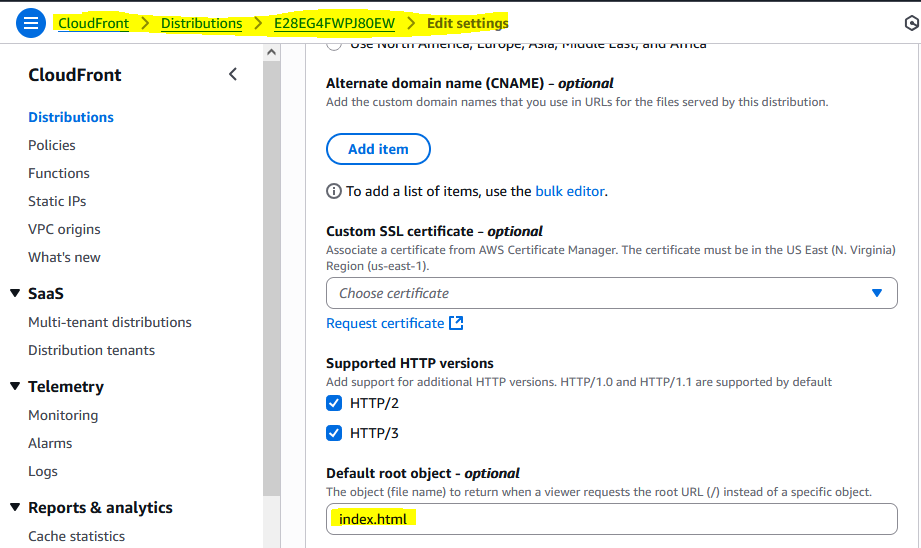 CloudFront > Distributions > E28EG4FWPJ80EW > Edit settings
CloudFront
Distributions
Policies
Functions
Static IPs
VPC origins
What's new
SaaS
Multi-tenant distributions
Distribution tenants
Telemetry
Monitoring
Alarms
Logs
Reports & analytics
Cache statistics
Use North America, Europe, Asia, Middle East, and Africa
Alternate domain name (CNAME) – optional
Add the custom domain names that you use in URLs for the files served by this distribution.
Add item
To add a list of items, use the bulk editor.
Custom SSL certificate – optional
Associate a certificate from AWS Certificate Manager. The certificate must be in the US East (N. Virginia)
Region (us-east-1).
Choose certificate
Request certificate
Supported HTTP versions
Add support for additional HTTP versions. HTTP/1.0 and HTTP/1.1 are supported by default
HTTP/2
HTTP/3
Default root object - optional
The object (file name) to return when a viewer requests the root URL (/) instead of a specific object.
index.html